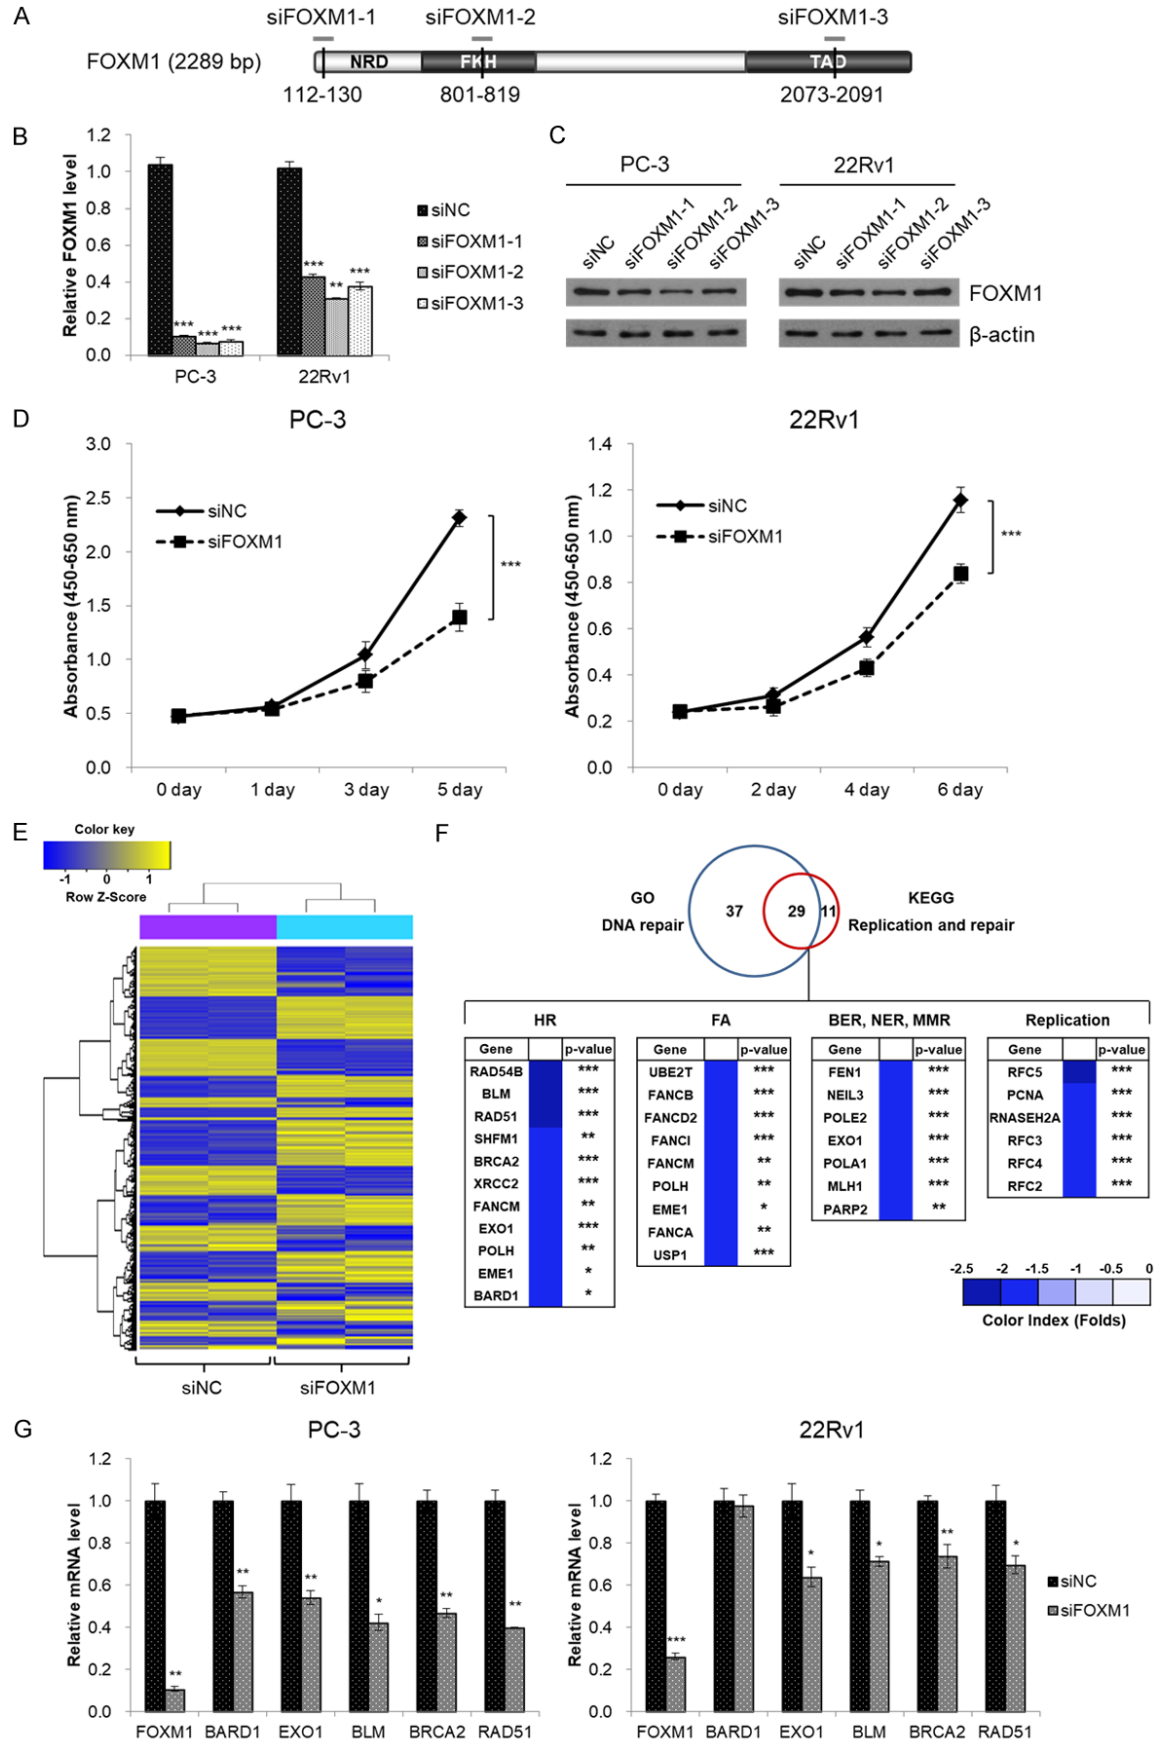 A
siFOXM1-1 siFOXM1-2 siFOXM1-3
FOXM1 (2289 bp) NRD FKH TAD
112-130 801-819 2073-2091
B
Relative FOXM1 level
1.2
1.0
0.8
0.6
0.4
0.2
0.0
*** *** ***
*** ** ***
PC-3 22Rv1
siNC
siFOXM1-1
siFOXM1-2
siFOXM1-3
C
PC-3 22Rv1
siNC siFOXM1-1 siFOXM1-2 siFOXM1-3 siNC siFOXM1-1 siFOXM1-2 siFOXM1-3
FOXM1
β-actin
D
PC-3
Absorbance (450-650 nm)
3.0
2.5
2.0
1.5
1.0
0.5
0.0
siNC
siFOXM1
***
0 day 1 day 3 day 5 day
22Rv1
Absorbance (450-650 nm)
1.4
1.2
1.0
0.8
0.6
0.4
0.2
0.0
siNC
siFOXM1
***
0 day 2 day 4 day 6 day
E
Color key
-1 0 1
Row Z-Score
siNC siFOXM1
F
GO
DNA repair
37 29 11
KEGG
Replication and repair
HR
Gene p-value
RAD54B ***
BLM ***
RAD51 ***
SHFM1 **
BRCA2 ***
XRCC2 ***
FANCM **
EXO1 ***
POLH **
EME1 *
BARD1 *
FA
Gene p-value
UBE2T ***
FANCB ***
FANCD2 ***
FANCI ***
FANCM **
POLH **
EME1 *
FANCA **
USP1 ***
BER, NER, MMR
Gene p-value
FEN1 ***
NEIL3 ***
POLE2 ***
EXO1 ***
POLA1 ***
MLH1 ***
PARP2 **
Replication
Gene p-value
RFC5 ***
PCNA ***
RNASEH2A ***
RFC3 ***
RFC4 ***
RFC2 ***
-2.5 -2 -1.5 -1 -0.5 0
Color Index (Folds)
G
PC-3
Relative mRNA level
1.2
1.0
0.8
0.6
0.4
0.2
0.0
** ** ** * ** **
FOXM1 BARD1 EXO1 BLM BRCA2 RAD51
22Rv1
Relative mRNA level
1.2
1.0
0.8
0.6
0.4
0.2
0.0
*** * * ** *
FOXM1 BARD1 EXO1 BLM BRCA2 RAD51
siNC
siFOXM1